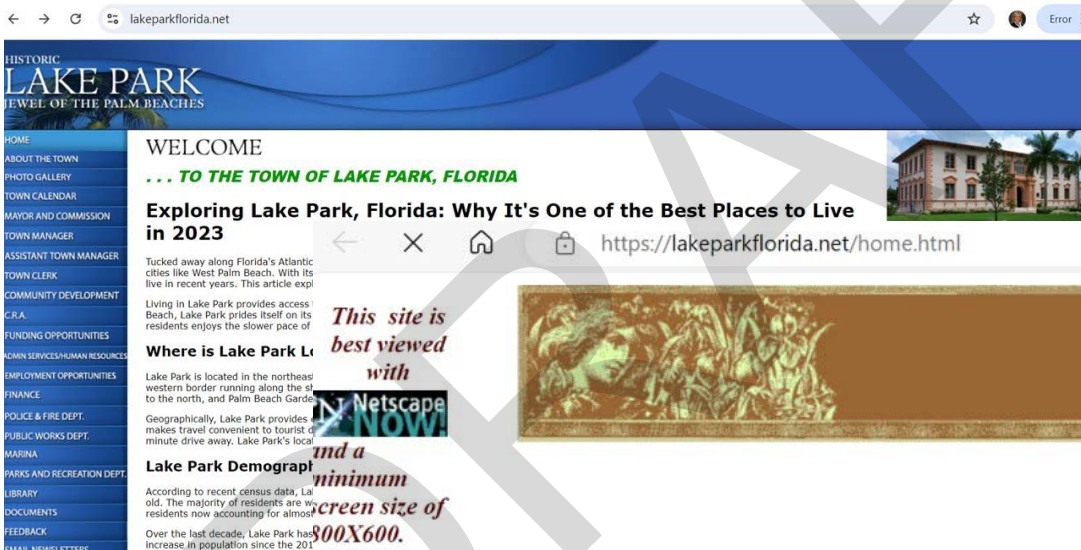 lakeparkflorida.net
Error
HISTORIC
LAKE PARK
JEWEL OF THE PALM BEACHES
HOME
ABOUT THE TOWN
PHOTO GALLERY
TOWN CALENDAR
MAYOR AND COMMISSION
TOWN MANAGER
ASSISTANT TOWN MANAGER
TOWN CLERK
COMMUNITY DEVELOPMENT
C.R.A.
FUNDING OPPORTUNITIES
ADMIN SERVICES/HUMAN RESOURCES
EMPLOYMENT OPPORTUNITIES
FINANCE
POLICE & FIRE DEPT.
PUBLIC WORKS DEPT.
MARINA
PARKS AND RECREATION DEPT.
LIBRARY
DOCUMENTS
FEEDBACK
EMAIL NEWSLETTERS
WELCOME
. . . TO THE TOWN OF LAKE PARK, FLORIDA
Exploring Lake Park, Florida: Why It's One of the Best Places to Live
in 2023
Tucked away along Florida's Atlantic
cities like West Palm Beach. With its
live in recent years. This article
Living in Lake Park provides access
Beach, Lake Park prides itself on its
residents enjoys the slower pace of
Where is Lake Park
Lake Park is located in the
western border running along the
to the north, and Palm Beach
Geographically, Lake Park provides
makes travel convenient to tourist
minute drive away. Lake Park's
Lake Park
According to recent census data,
old. The majority of residents are
residents now accounting for almost
Over the last decade, Lake Park has
increase in population since the
https://lakeparkflorida.net/home.html
This site is
best viewed
with
Netscape
NOW!
and a
minimum
screen size of
800X600.